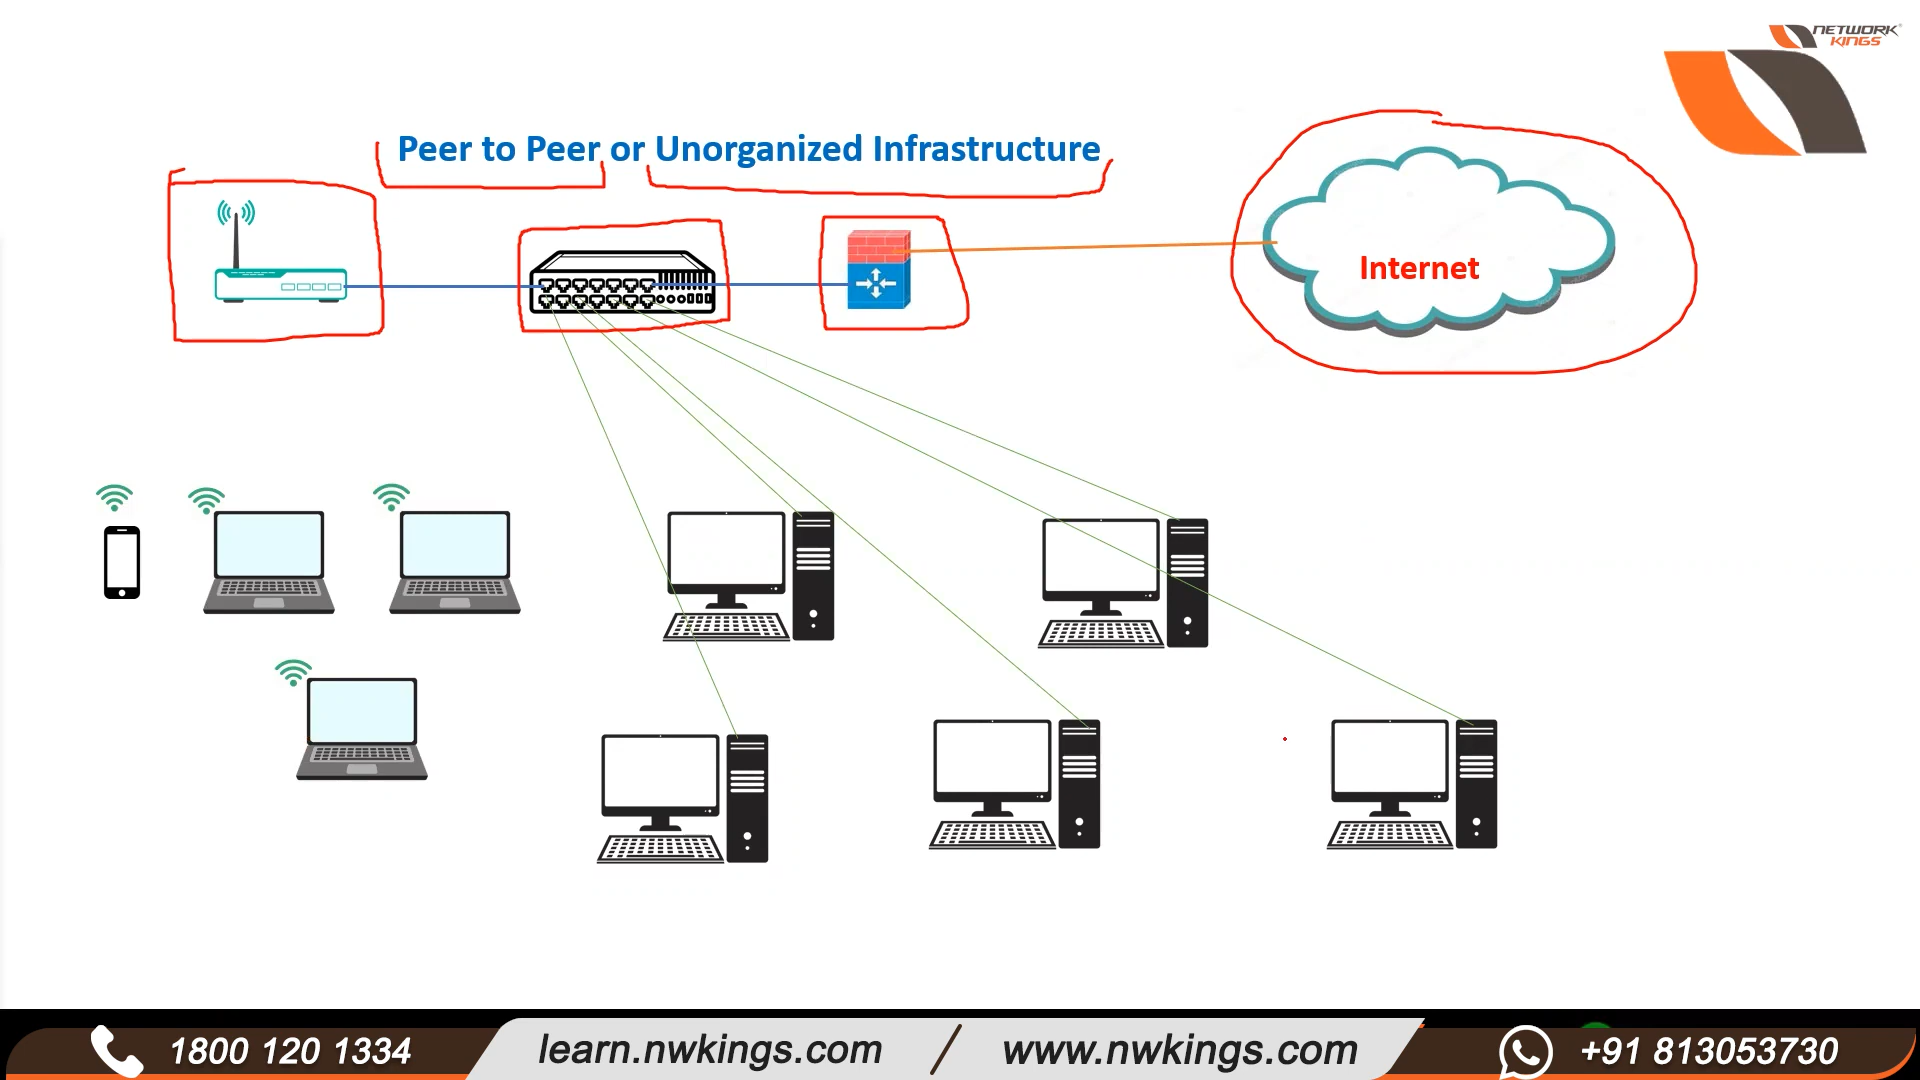 NETWORK
KINGS
Peer to Peer or Unorganized Infrastructure
Internet
1800 120 1334
learn.nwkings.com / www.nwkings.com
+91 813053730